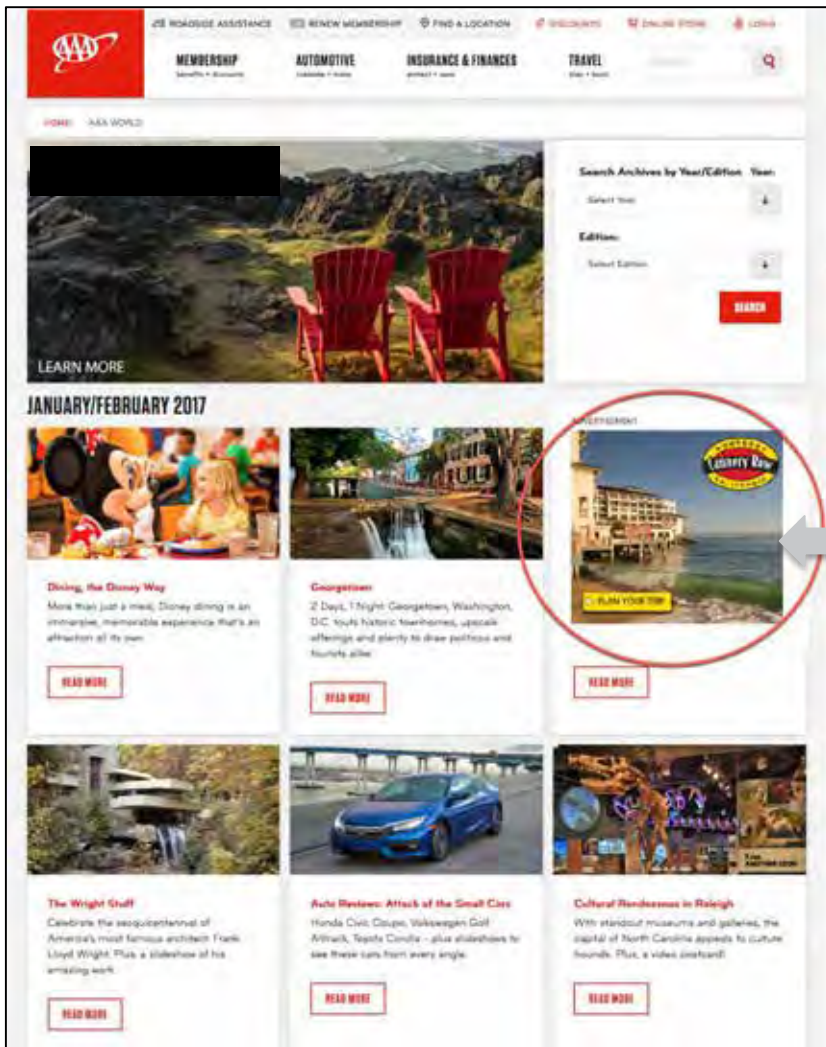 AAA
ROADSIDE ASSISTANCE RENEW MEMBERSHIP FIND A LOCATION DISCOUNTS ONLINE STORE LOGIN
MEMBERSHIP AUTOMOTIVE INSURANCE & FINANCES TRAVEL
benefits • discounts protect • save plan • book
HOME AAA WORLD
Search Archives by Year/Edition Year:
Select Year
Edition:
Select Edition
SEARCH
LEARN MORE
JANUARY/FEBRUARY 2017
ADVERTISEMENT
MONTEREY
Cannery Row
CALIFORNIA
PLAN YOUR TRIP
Dining, the Disney Way
More than just a meal, Disney dining is an
immersive, memorable experience that's an
attraction all its own.
READ MORE
Georgetown
2 Days, 1 Night: Georgetown, Washington,
D.C. touts historic townhomes, upscale
offerings and plenty to draw politicos and
tourists alike.
READ MORE
READ MORE
The Wright Stuff
Celebrate the sesquicentennial of
America's most famous architect Frank
Lloyd Wright. Plus, a slideshow of his
amazing work.
READ MORE
Auto Reviews: Attack of the Small Cars
Honda Civic Coupe, Volkswagen Golf
Alltrack, Toyota Corolla – plus slideshows to
see these cars from every angle.
READ MORE
Cultural Rendezvous in Raleigh
With standout museums and galleries, the
capital of North Carolina appeals to culture
hounds. Plus, a video postcard!
READ MORE